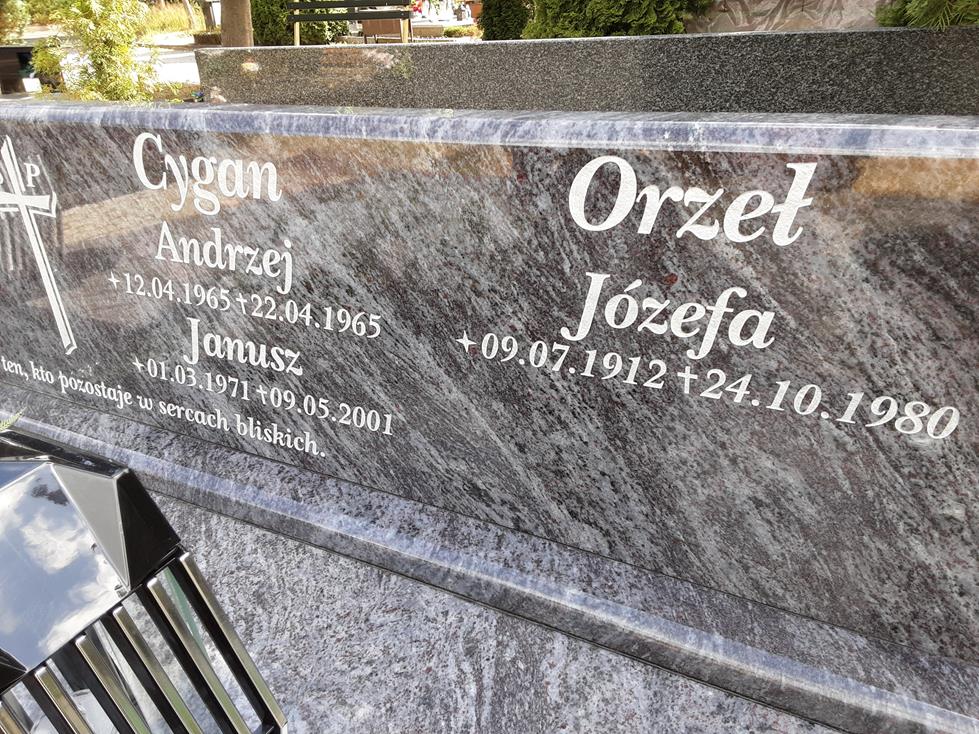 P
Cygan
Andrzej
+12.04.1965 †22.04.1965
Janusz
+01.03.1971 †09.05.2001
ten, kto pozostaje w sercach bliskich.
Orzeł
Józefa
+09.07.1912 †24.10.1980